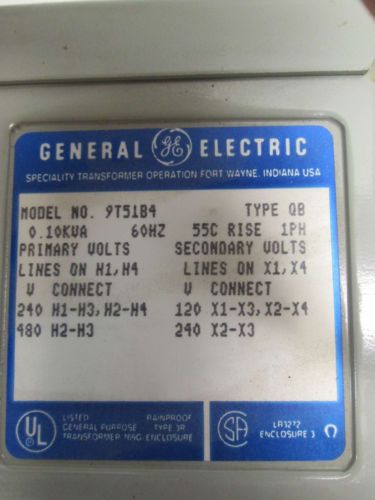 GENERAL GE ELECTRIC
SPECIALITY TRANSFORMER OPERATION FORT WAYNE, INDIANA USA
MODEL NO. 9T51B4 TYPE QB
0.10KVA 60HZ 55C RISE 1PH
PRIMARY VOLTS SECONDARY VOLTS
LINES ON H1,H4 LINES ON X1,X4
V CONNECT V CONNECT
240 H1-H3,H2-H4 120 X1-X3,X2-X4
480 H2-H3 240 X2-X3
UL LISTED RAINPROOF
GENERAL PURPOSE TYPE 3R
TRANSFORMER ENCLOSURE
SA LR3272
ENCLOSURE 3